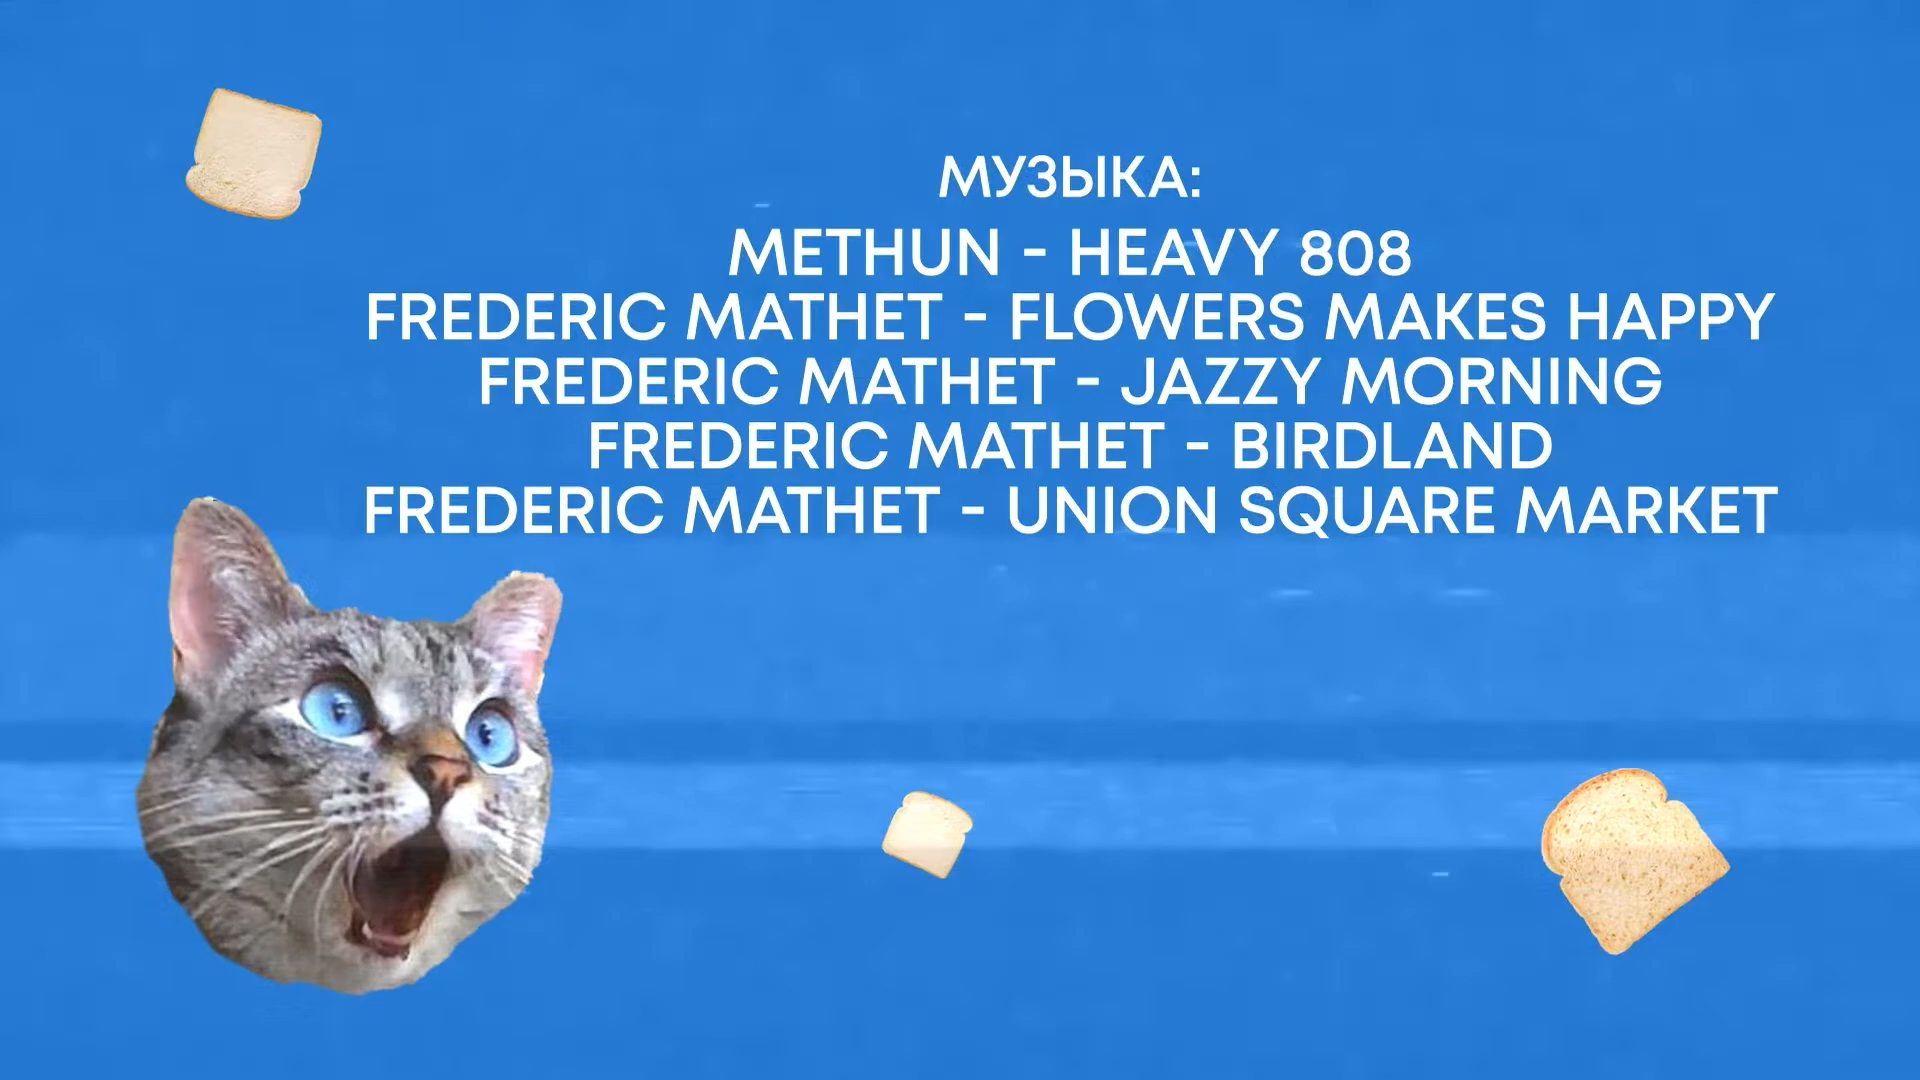 МУЗЫКА:
METHUN - HEAVY 808
FREDERIC MATHET - FLOWERS MAKES HAPPY
FREDERIC MATHET - JAZZY MORNING
FREDERIC MATHET - BIRDLAND
FREDERIC MATHET - UNION SQUARE MARKET